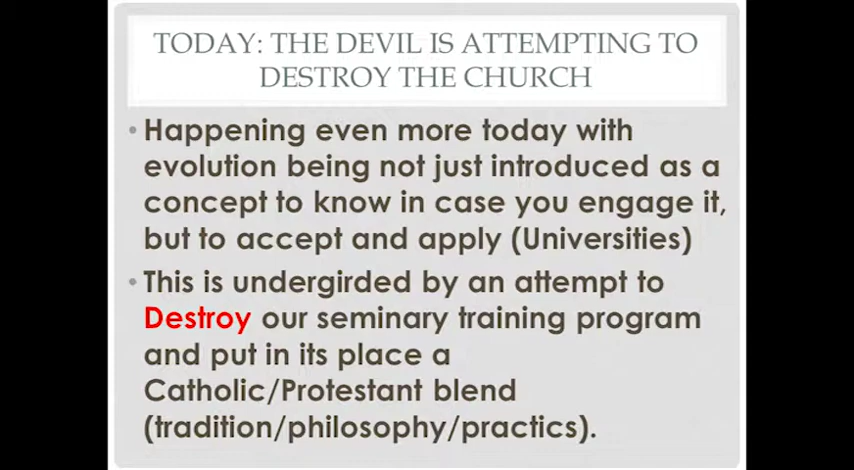 TODAY: THE DEVIL IS ATTEMPTING TO
DESTROY THE CHURCH
• Happening even more today with
evolution being not just introduced as a
concept to know in case you engage it,
but to accept and apply (Universities)
• This is undergirded by an attempt to
Destroy our seminary training program
and put in its place a
Catholic/Protestant blend
(tradition/philosophy/practics).